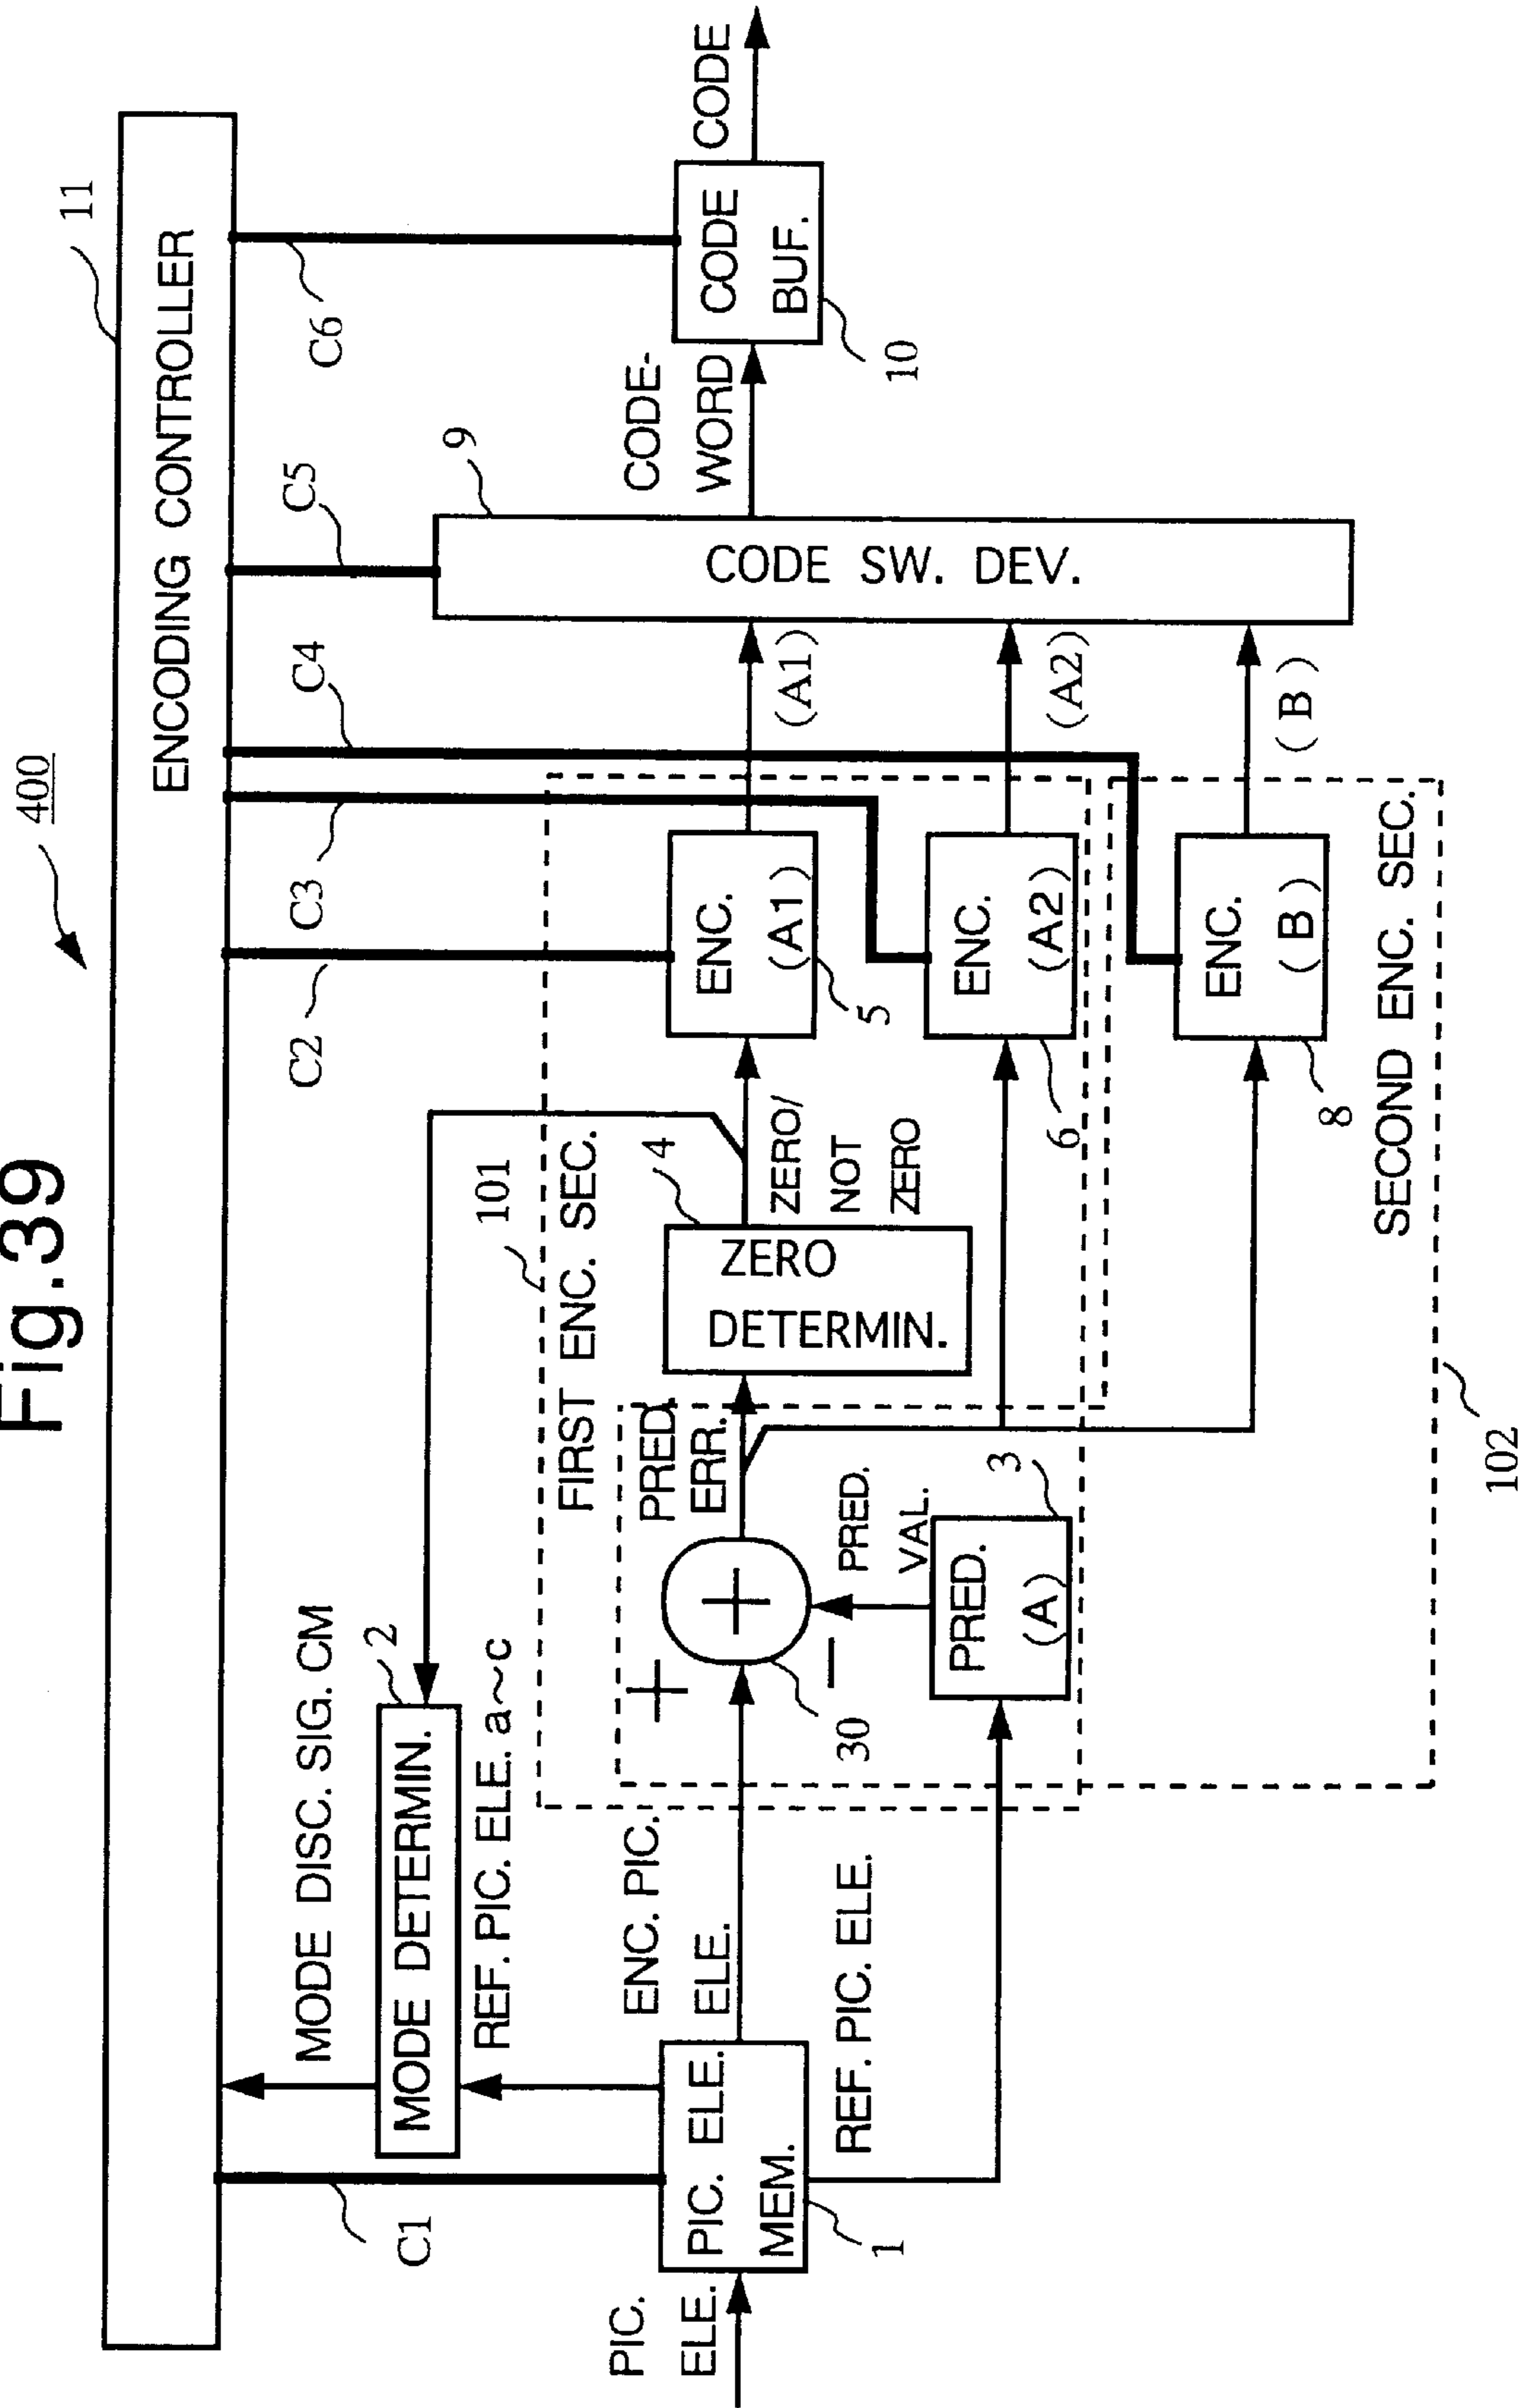 Fig.39
400
11
ENCODING CONTROLLER
C1
MODE DISC. SIG. CM
C2
C3
C4
C5
C6
2
MODE DETERMIN.
REF. PIC. ELE. a~c
101
FIRST ENC. SEC.
PIC.
ELE.
PIC. ELE.
MEM.
1
ENC. PIC.
ELE.
REF. PIC. ELE.
+
−
+
30
PRED.
ERR.
PRED.
VAL.
PRED.
(A)
3
ZERO
DETERMIN.
4
ZERO/
NOT
ZERO
ENC.
(A1)
5
ENC.
(A2)
6
ENC.
(B)
8
(A1)
(A2)
(B)
SECOND ENC. SEC.
102
9
CODE SW. DEV.
CODE-
WORD
CODE
BUF.
10
CODE